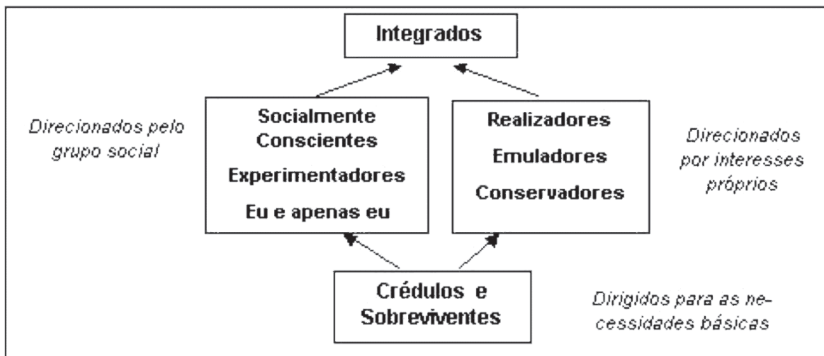 Integrados
Direcionados pelo
grupo social
Socialmente
Conscientes
Experimentadores
Eu e apenas eu
Realizadores
Emuladores
Conservadores
Direcionados
por interesses
próprios
Crédulos e
Sobreviventes
Dirigidos para as ne-
cessidades básicas